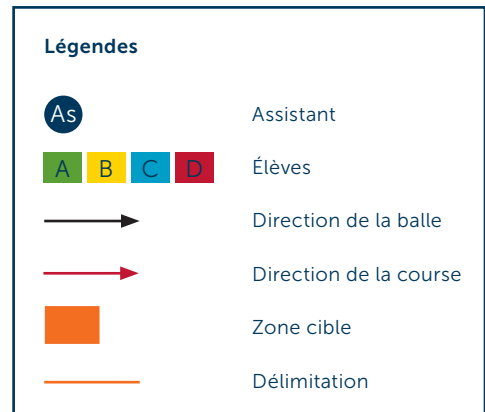 Légendes
As Assistant
A B C D Élèves
Direction de la balle
Direction de la course
Zone cible
Délimitation